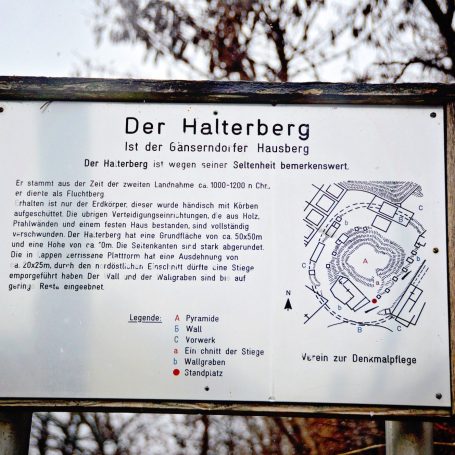 Der Halterberg
Ist der Gänserndorfer Hausberg
Der Ha.terberg ist wegen seiner Seltenheit bemerkenswert.
Er stammt aus der Zeit der zweiten Landnahme ca. 1000-1200 n Chr.,
er diente als Fluchtberg.
Erhalten ist nur der Erdkörper, dieser wurde händisch mit Körben
aufgeschüttet. Die übrigen Verteidigungseinrichtungen, die aus Holz,
Pfahlwänden und einem festen Haus bestanden, sind vollständig
verschwunden. Der Ha.terberg hat eine Grundfläche von ca. 50x50m
und eine Höhe von ca. 10m. Die Seitenkanten sind stark abgerundet.
Die in Lappen zerrissene Plattform hat eine Ausdehnung von
ca. 20x25m, durch den nordöstlichen Einschnitt dürfte eine Stiege
emporgeführt haben Der Wall und der Wallgraben sind bis auf
geringe Reste eingeebnet.
Legende:
A Pyramide
B Wall
C Vorwerk
a Ein chnitt der Stiege
b Wallgraben
Standplatz
C
B
b
A
a
b
C
C
b
B
N
Verein zur Denkmalpflege